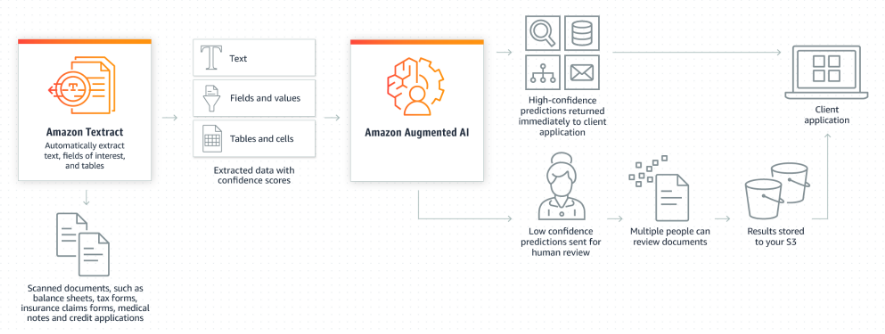 Amazon Textract
Automatically extract
text, fields of interest,
and tables
Scanned documents, such as
balance sheets, tax forms,
insurance claims forms, medical
notes and credit applications
T
Text
Fields and values
Tables and cells
Extracted data with
confidence scores
Amazon Augmented AI
High-confidence
predictions returned
immediately to client
application
Client
application
Low confidence
predictions sent for
human review
Multiple people can
review documents
Results stored
to your S3